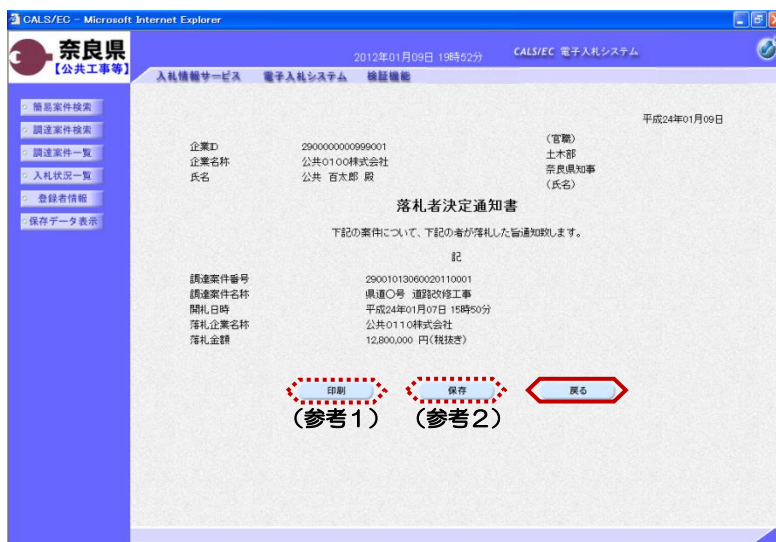 CALS/EC - Microsoft Internet Explorer
奈良県
【公共工事等】
2012年01月09日 19時52分
CALS/EC 電子入札システム
入札情報サービス 電子入札システム 検証機能
簡易案件検索
調達案件検索
調達案件一覧
入札状況一覧
登録者情報
保存データ表示
平成24年01月09日
企業ID 2900000000999001
企業名称 公共0100株式会社
氏名 公共 百太郎 殿
(官職)
土木部
奈良県知事
(氏名)
落札者決定通知書
下記の案件について、下記の者が落札した旨通知致します。
記
調達案件番号 29001013060020110001
調達案件名称 県道○号 道路改修工事
開札日時 平成24年01月07日 15時50分
落札企業名称 公共0110株式会社
落札金額 12,800,000 円(税抜き)
印刷 保存 戻る
(参考1) (参考2)